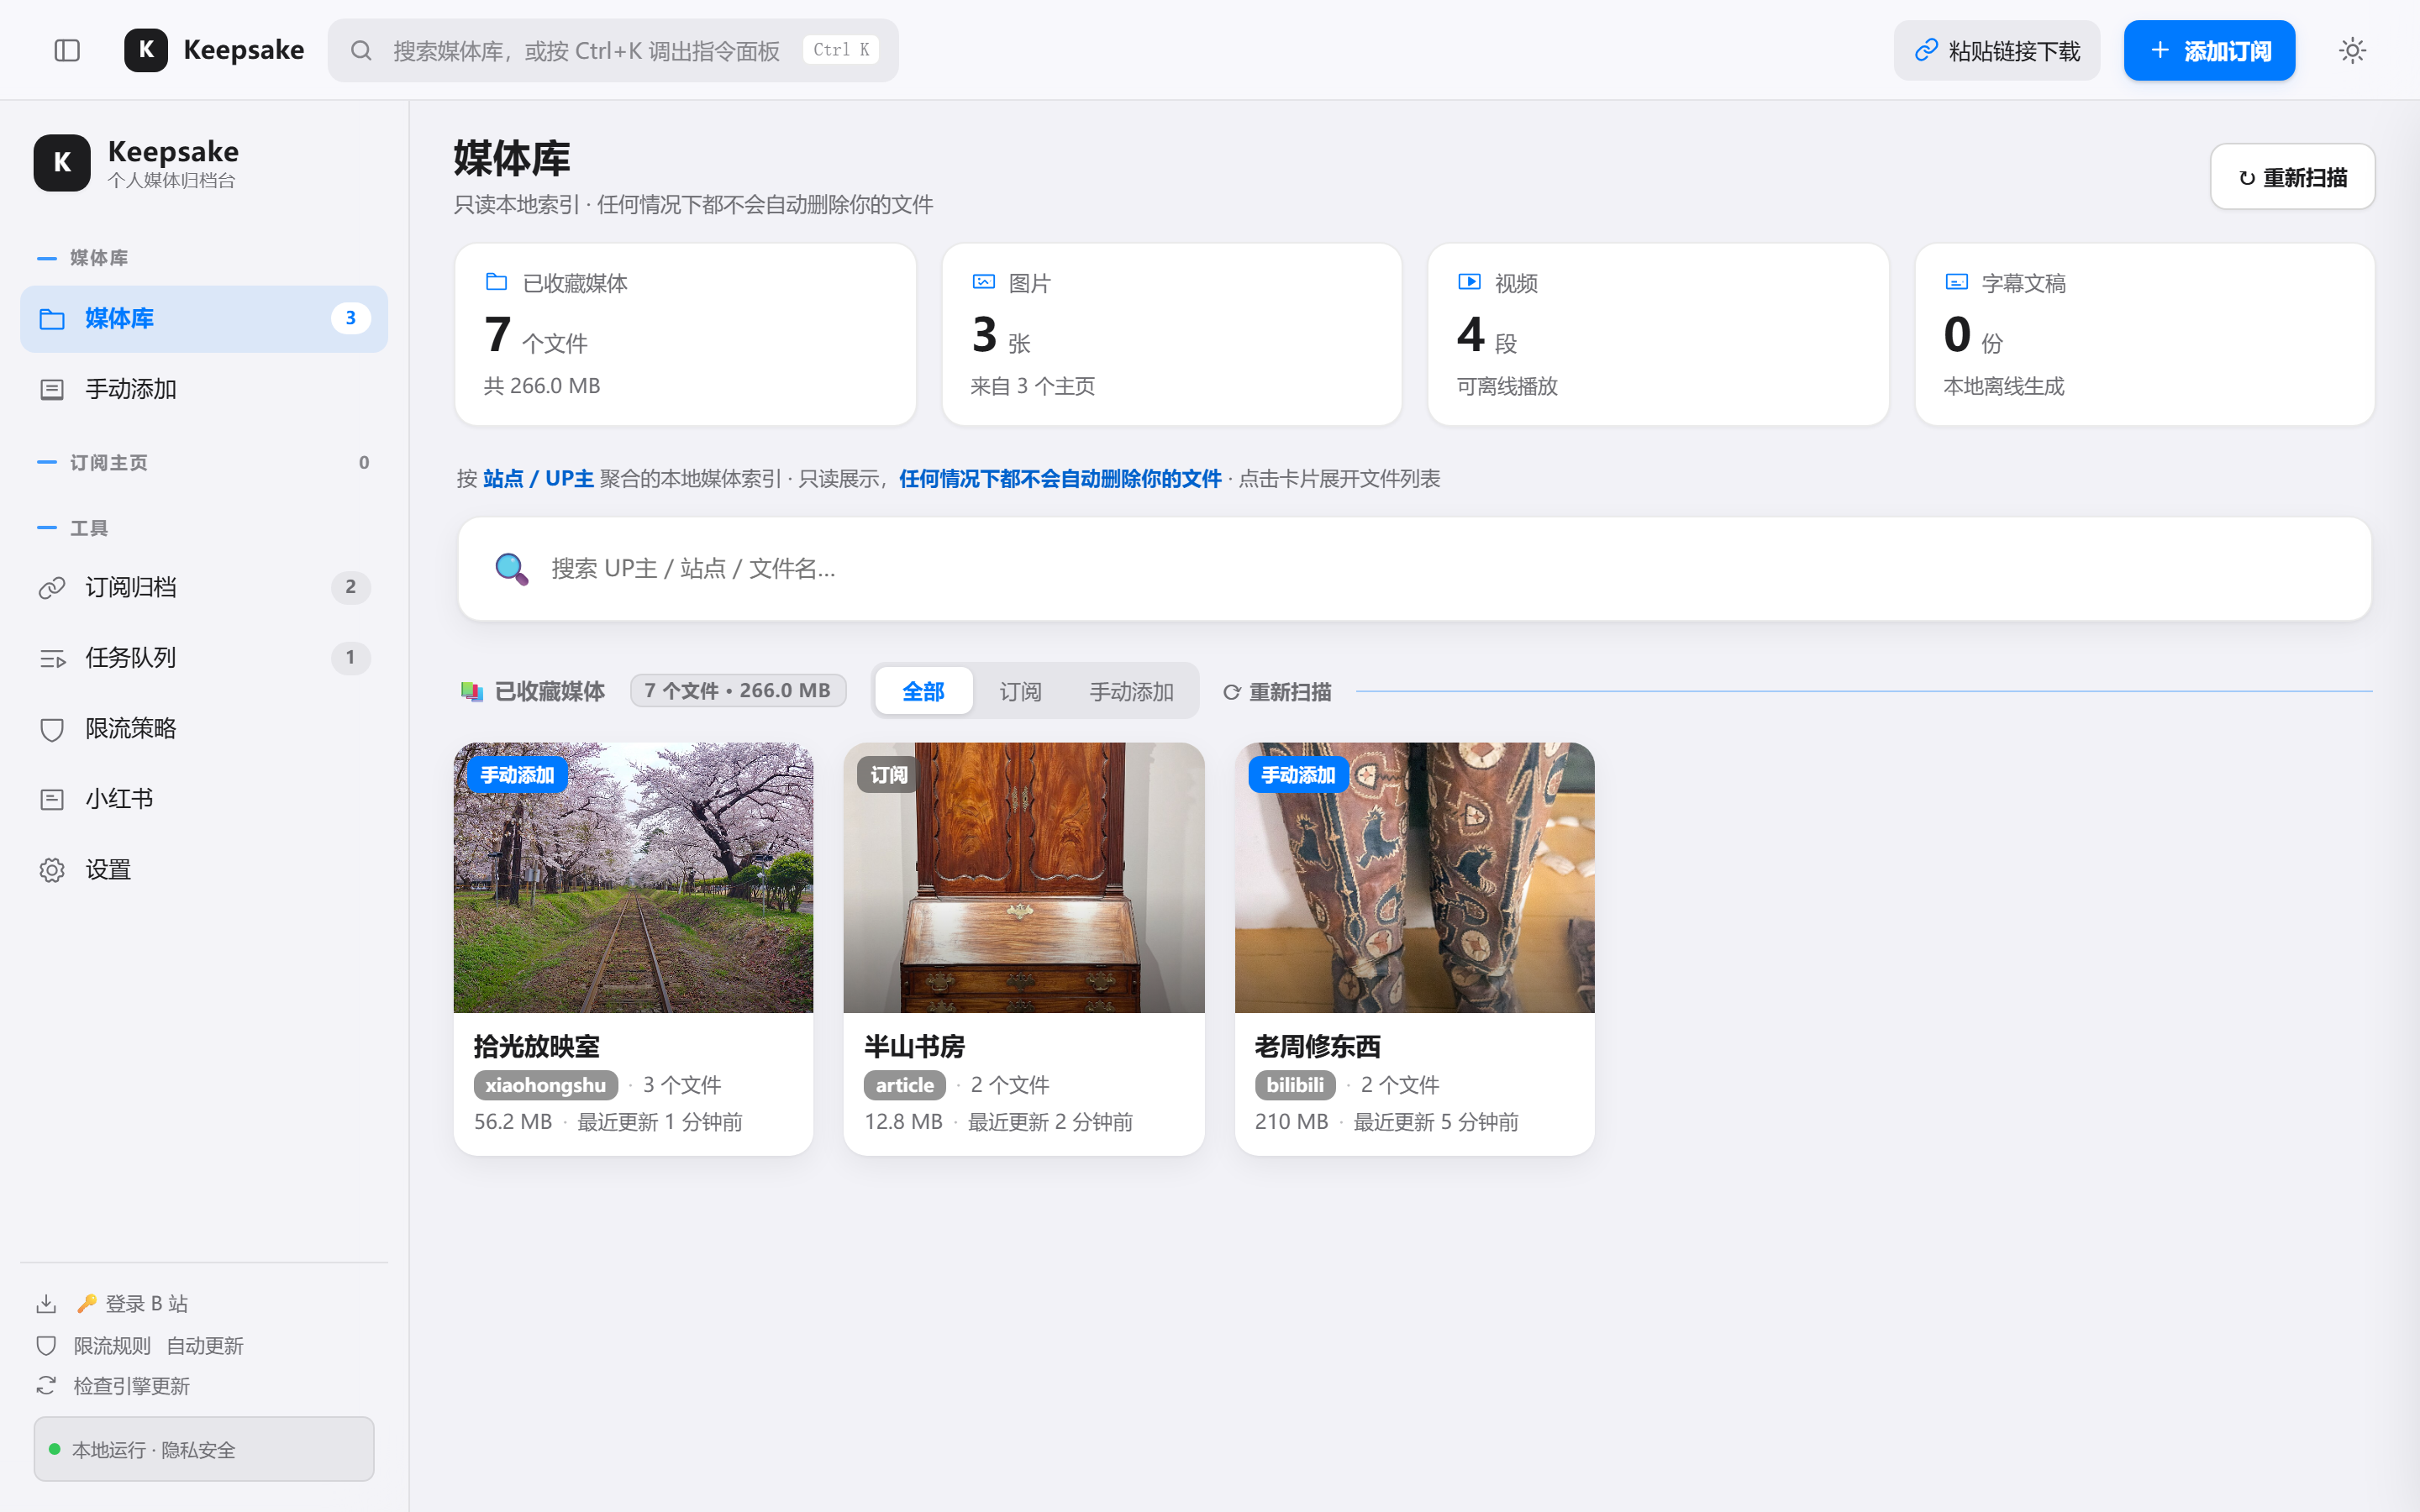 K Keepsake
搜索媒体库，或按 Ctrl+K 调出指令面板 Ctrl K
粘贴链接下载
添加订阅
K Keepsake
个人媒体归档台
媒体库
媒体库 3
手动添加
订阅主页 0
工具
订阅归档 2
任务队列 1
限流策略
小红书
设置
登录 B 站
限流规则 自动更新
检查引擎更新
本地运行 · 隐私安全
媒体库
只读本地索引 · 任何情况下都不会自动删除你的文件
↻ 重新扫描
已收藏媒体
7 个文件
共 266.0 MB
图片
3 张
来自 3 个主页
视频
4 段
可离线播放
字幕文稿
0 份
本地离线生成
按 站点 / UP主 聚合的本地媒体索引 · 只读展示，任何情况下都不会自动删除你的文件 · 点击卡片展开文件列表
搜索 UP主 / 站点 / 文件名...
已收藏媒体 7 个文件 • 266.0 MB 全部 订阅 手动添加 ⟳ 重新扫描
手动添加
拾光放映室
xiaohongshu · 3 个文件
56.2 MB · 最近更新 1 分钟前
订阅
半山书房
article · 2 个文件
12.8 MB · 最近更新 2 分钟前
手动添加
老周修东西
bilibili · 2 个文件
210 MB · 最近更新 5 分钟前